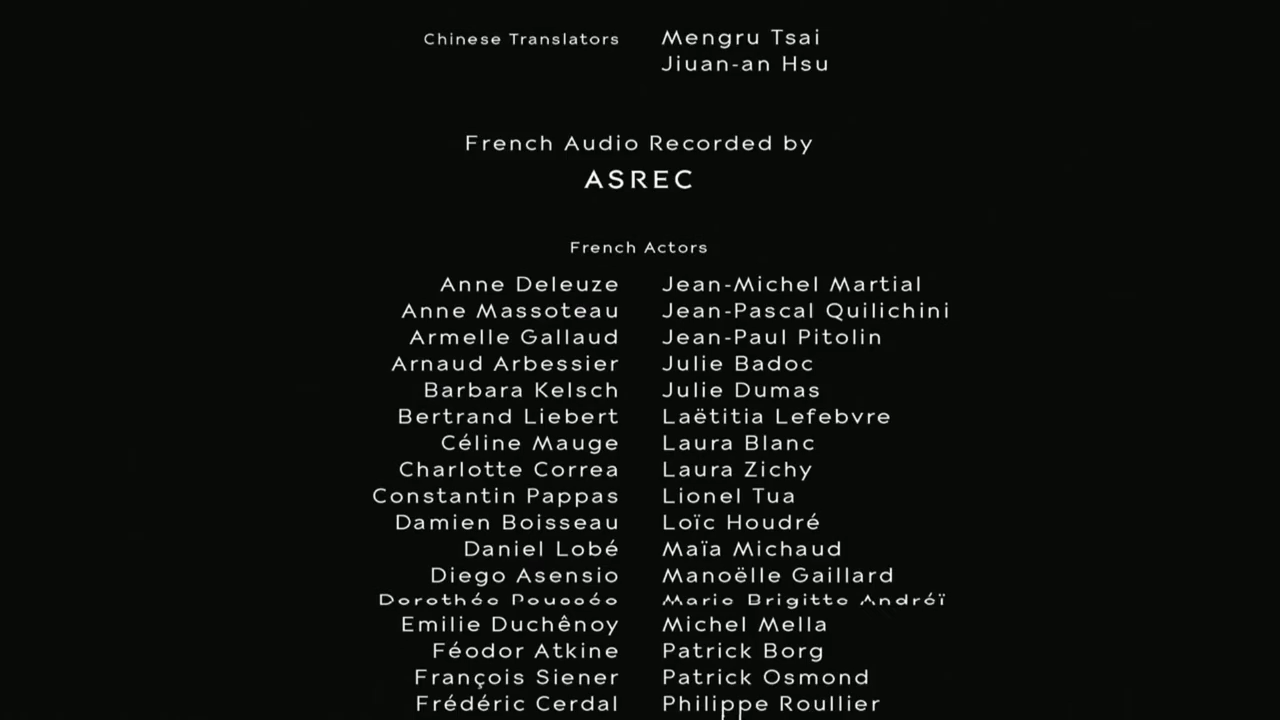 Chinese Translators Mengru Tsai
Jiuan-an Hsu
French Audio Recorded by
ASREC
French Actors
Anne Deleuze Jean-Michel Martial
Anne Massoteau Jean-Pascal Quilichini
Armelle Gallaud Jean-Paul Pitolin
Arnaud Arbessier Julie Badoc
Barbara Kelsch Julie Dumas
Bertrand Liebert Laëtitia Lefebvre
Céline Mauge Laura Blanc
Charlotte Correa Laura Zichy
Constantin Pappas Lionel Tua
Damien Boisseau Loïc Houdré
Daniel Lobé Maïa Michaud
Diego Asensio Manoëlle Gaillard
Dorothée Marie Brigitte Andréï
Emilie Duchênoy Michel Mella
Féodor Atkine Patrick Borg
François Siener Patrick Osmond
Frédéric Cerdal Philippe Roullier